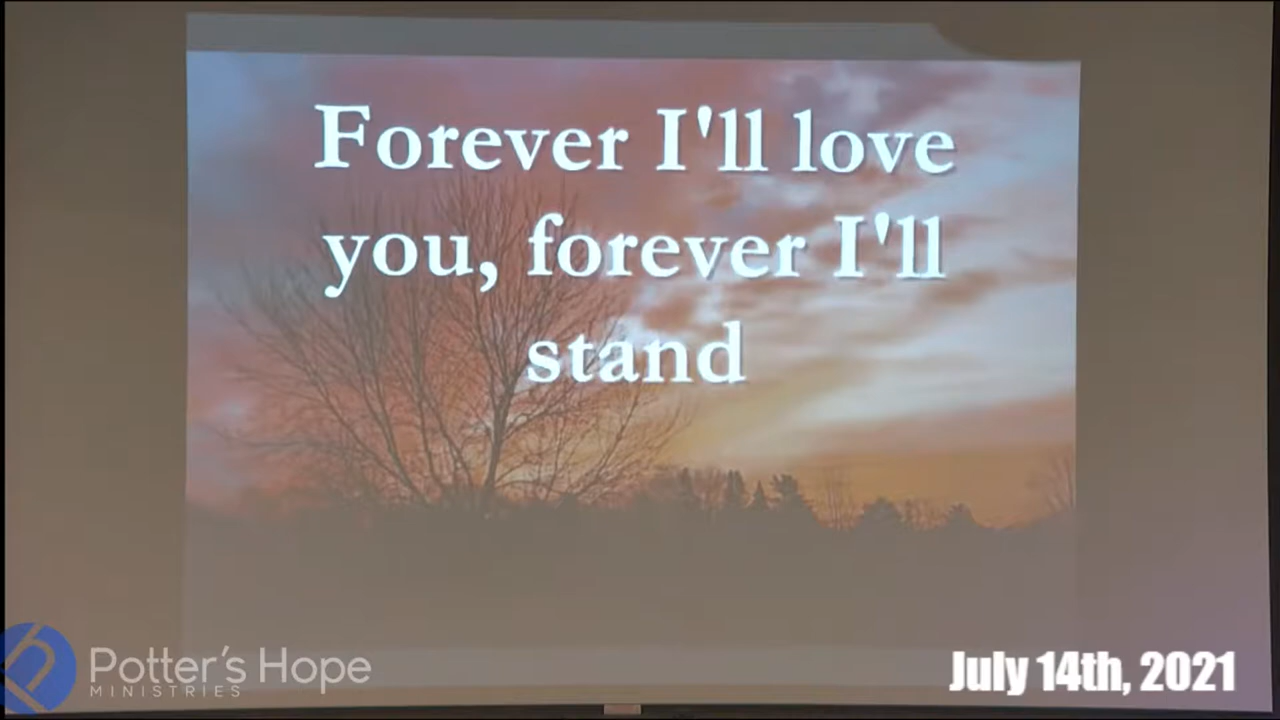 Forever I'll love
you, forever I'll
stand
Potter's Hope
MINISTRIES
July 14th, 2021